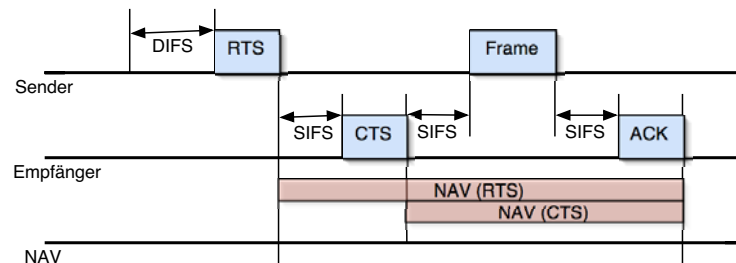 DIFS
RTS
Frame
Sender
SIFS
CTS
SIFS
SIFS
ACK
Empfänger
NAV (RTS)
NAV (CTS)
NAV